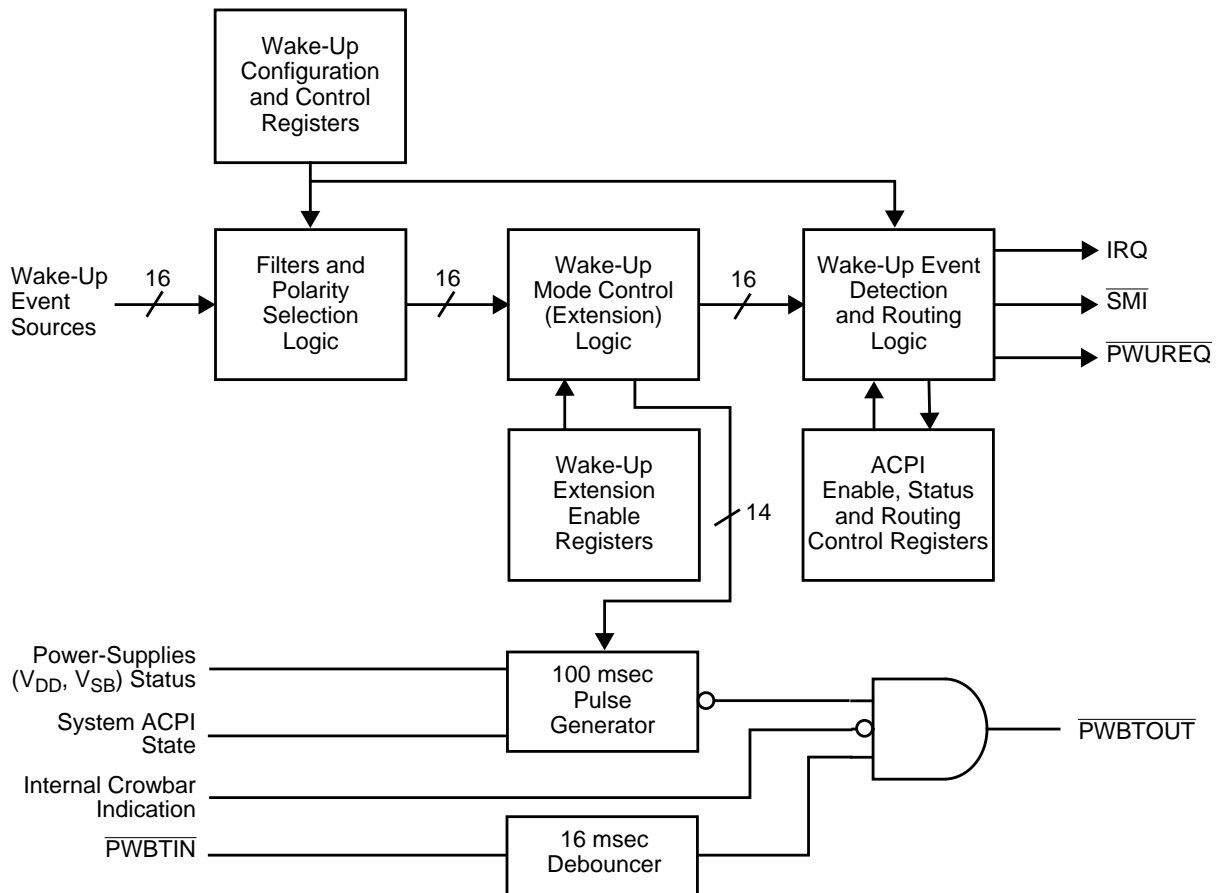 Wake-Up
Configuration
and Control
Registers
Wake-Up
Event
Sources
16
Filters and
Polarity
Selection
Logic
16
Wake-Up
Mode Control
(Extension)
Logic
16
Wake-Up Event
Detection
and Routing
Logic
IRQ
SMI
PWUREQ
Wake-Up
Extension
Enable
Registers
14
ACPI
Enable, Status
and Routing
Control Registers
Power-Supplies
(VDD, VSB) Status
System ACPI
State
100 msec
Pulse
Generator
PWBTOUT
Internal Crowbar
Indication
PWBTIN
16 msec
Debouncer